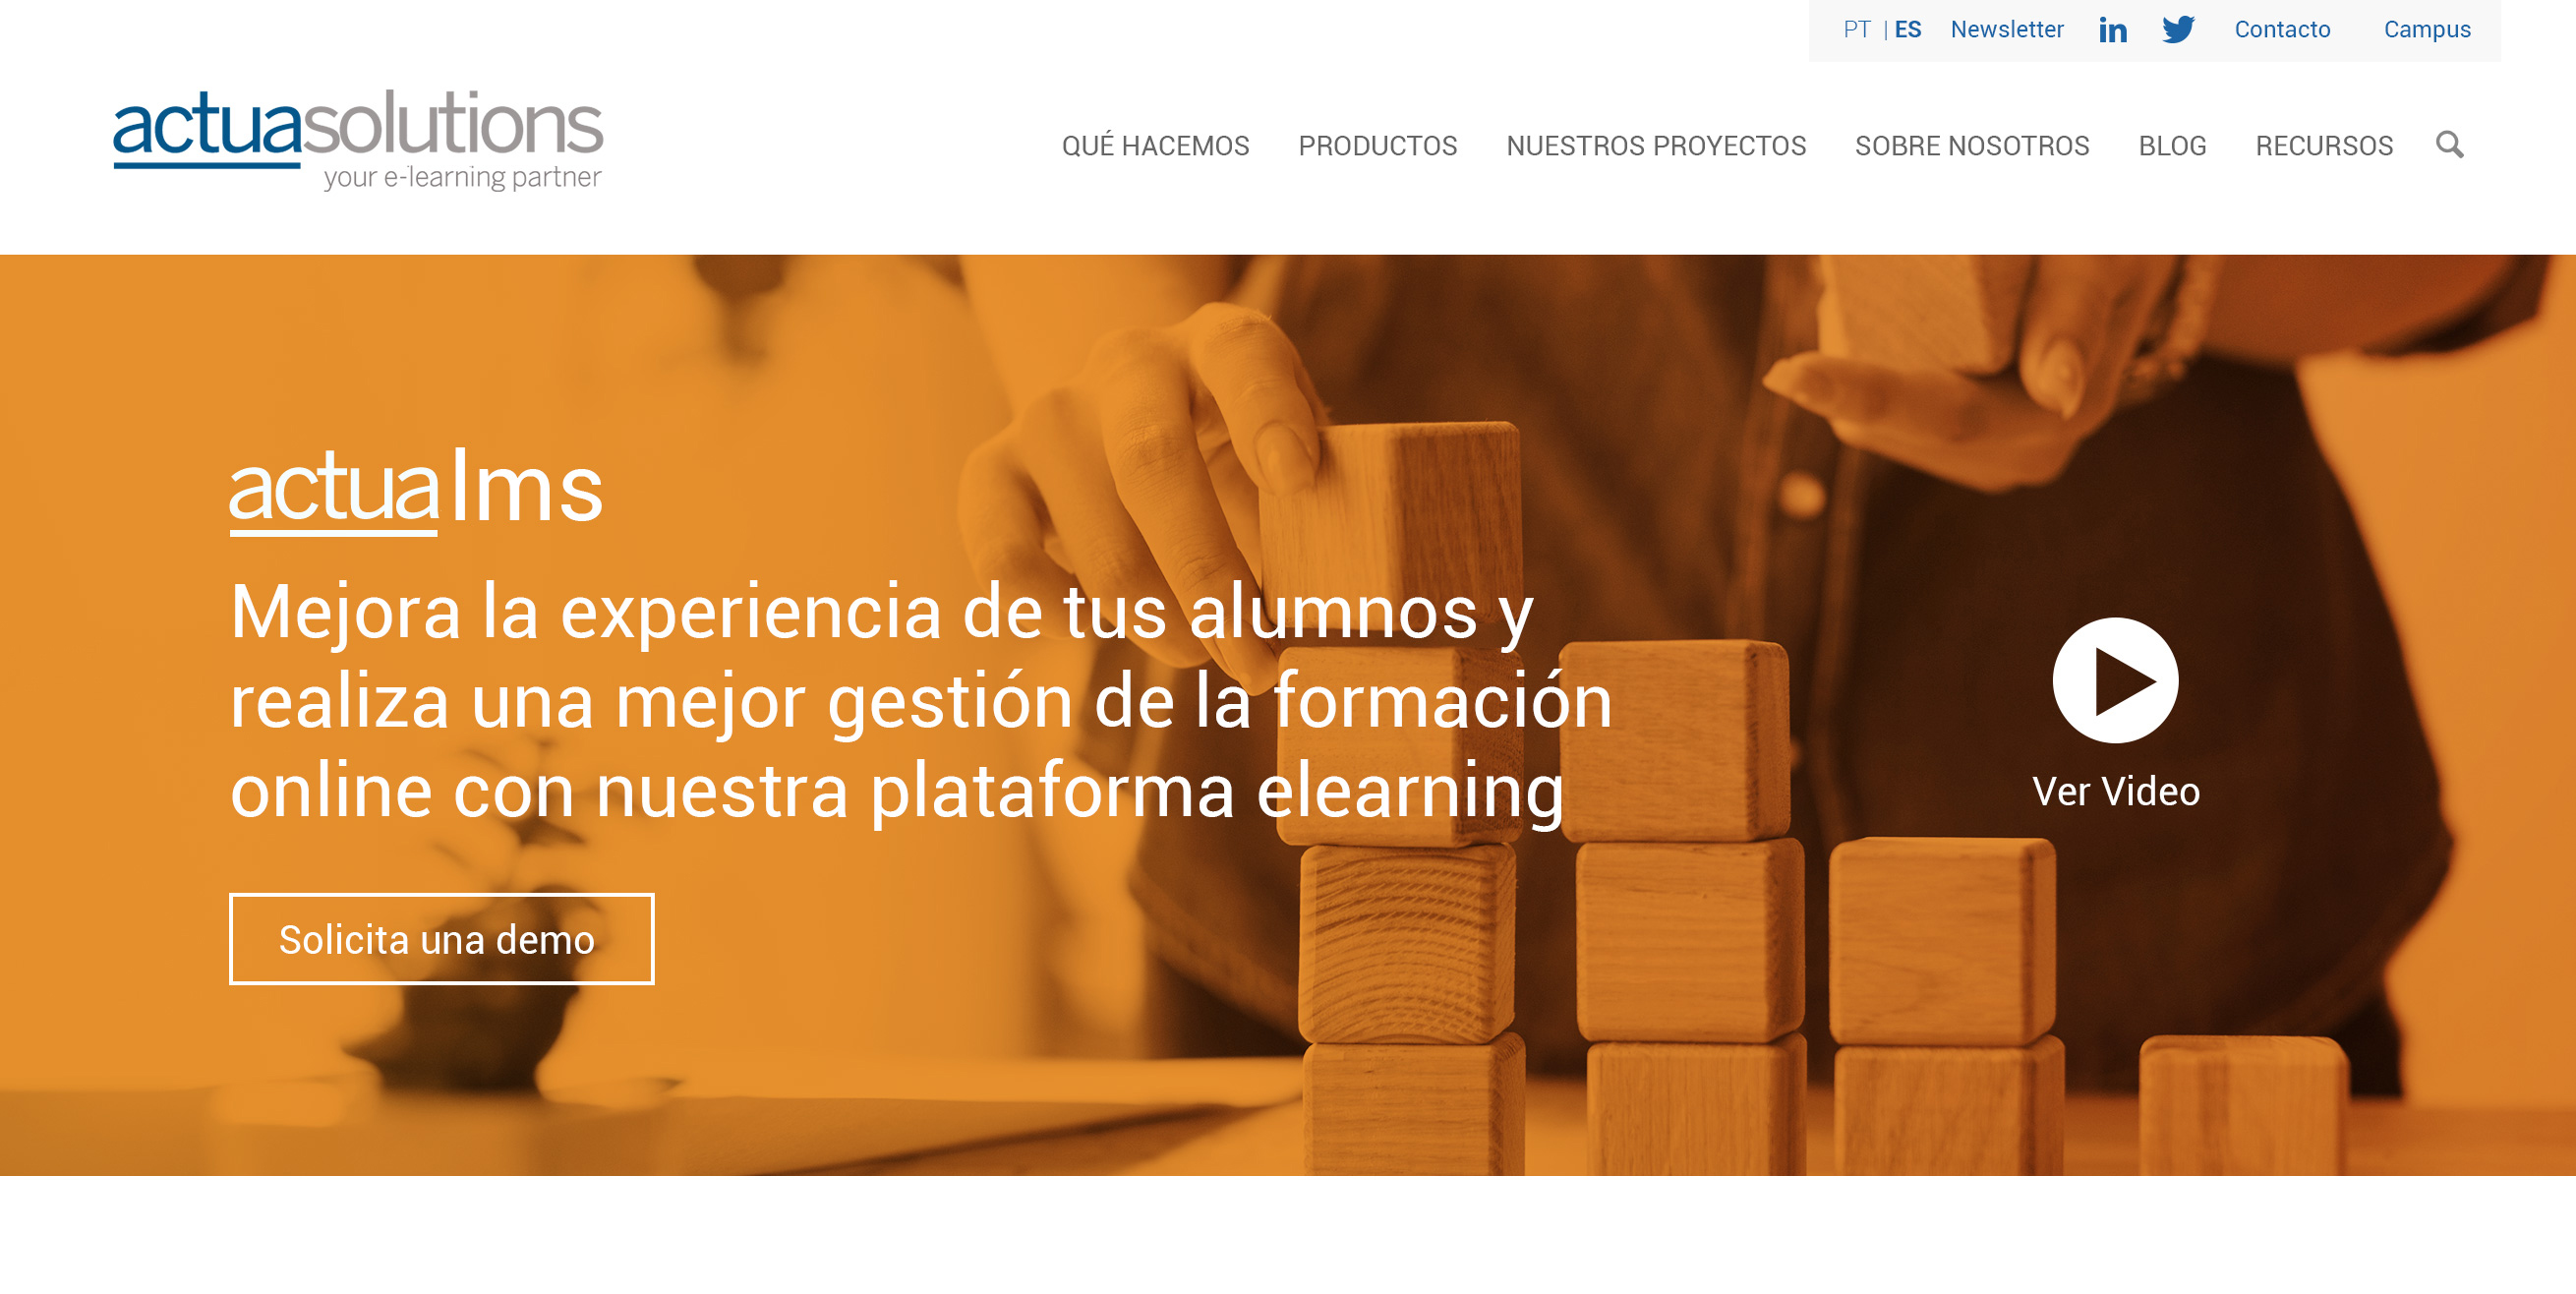 PT | ES Newsletter in Contacto Campus
actuasolutions
your e-learning partner
QUÉ HACEMOS PRODUCTOS NUESTROS PROYECTOS SOBRE NOSOTROS BLOG RECURSOS
actua lms
Mejora la experiencia de tus alumnos y
realiza una mejor gestión de la formación
online con nuestra plataforma elearning
Ver Video
Solicita una demo